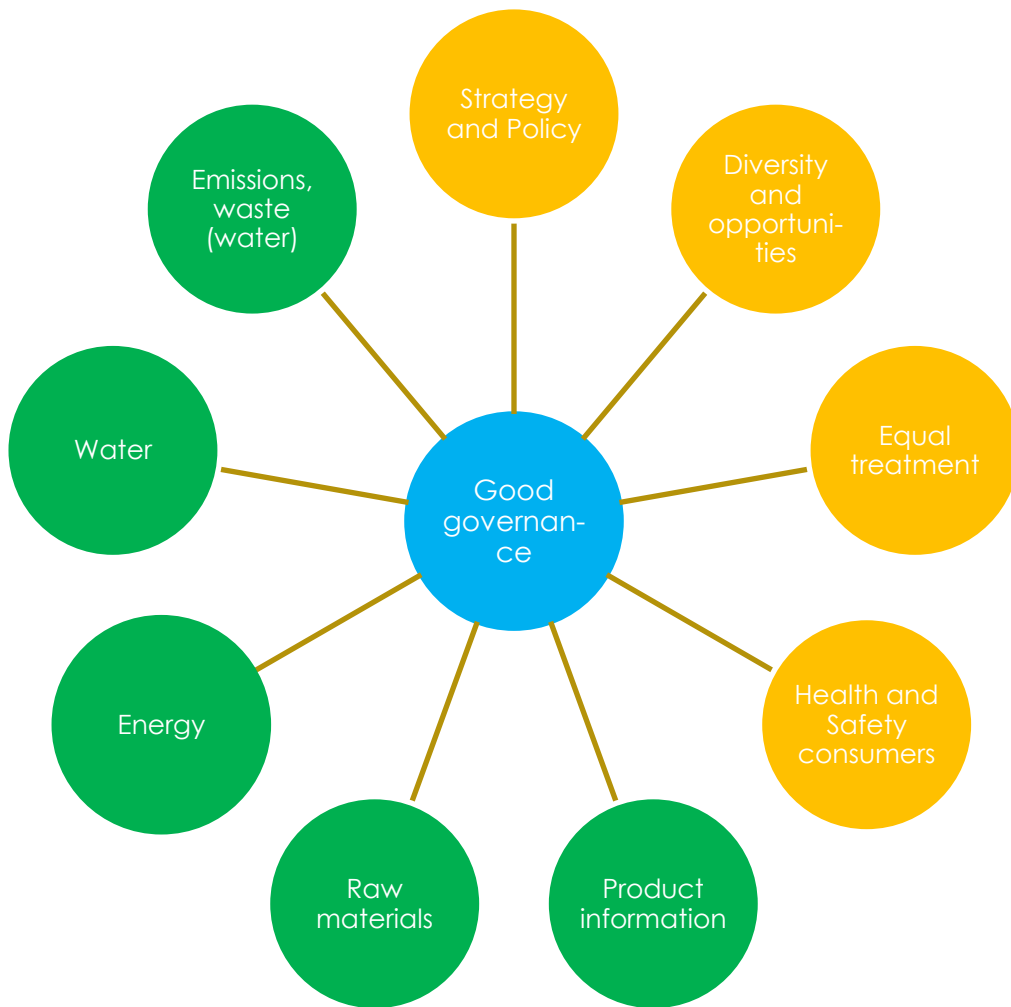 Strategy
and Policy
Diversity
and
opportuni-
ties
Equal
treatment
Health and
Safety
consumers
Product
information
Raw
materials
Energy
Water
Emissions,
waste
(water)
Good
governan-
ce